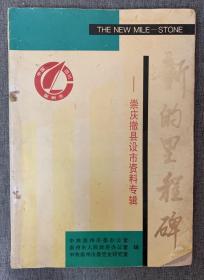 THE NEW MILE—STONE
新的里程碑
——崇庆撤县设市资料专辑
中共崇州市委办公室
崇州市人民政府办公室 编
中共崇州市委党史研究室